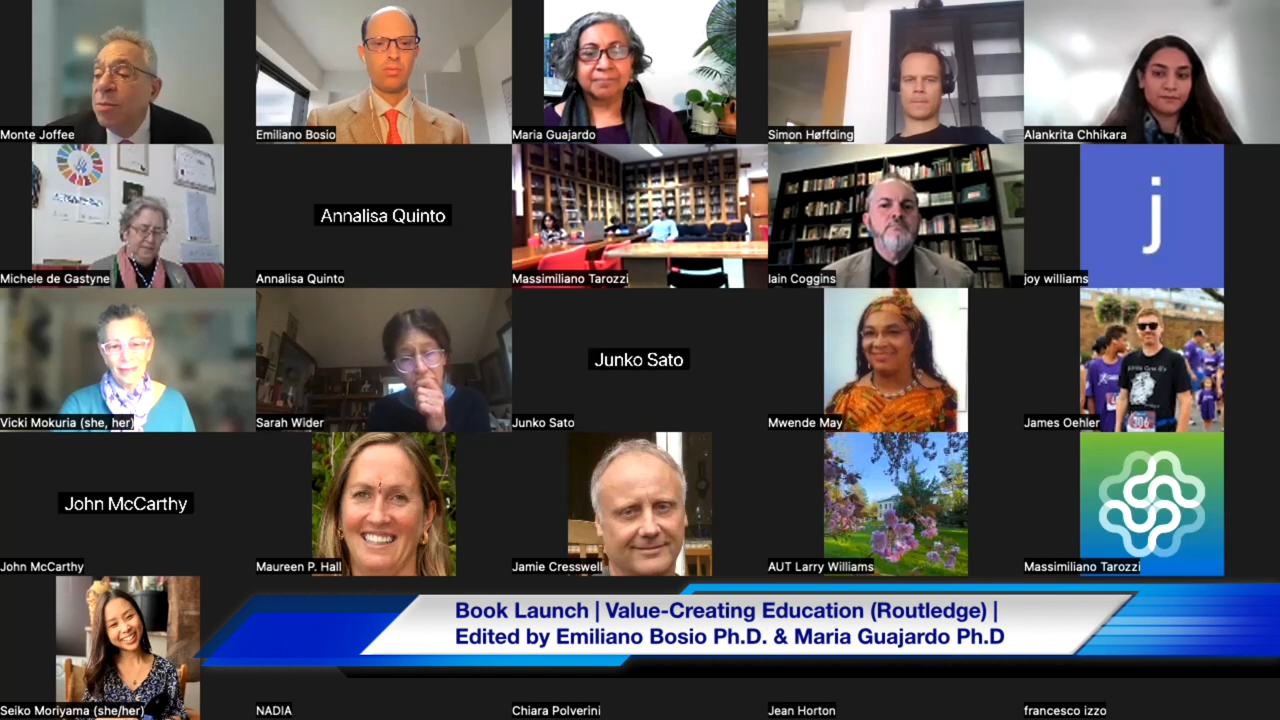 Monte Joffee
Emiliano Bosio
Maria Guajardo
Simon Høffding
Alankrita Chhikara
Michele de Gastyne
Annalisa Quinto
Annalisa Quinto
Massimiliano Tarozzi
Iain Coggins
j
joy williams
Vicki Mokuria (she, her)
Sarah Wider
Junko Sato
Junko Sato
Mwende May
James Oehler
306
John McCarthy
John McCarthy
Maureen P. Hall
Jamie Cresswell
AUT Larry Williams
Massimiliano Tarozzi
Book Launch | Value-Creating Education (Routledge) |
Edited by Emiliano Bosio Ph.D. & Maria Guajardo Ph.D
Seiko Moriyama (she/her)
NADIA
Chiara Polverini
Jean Horton
francesco izzo